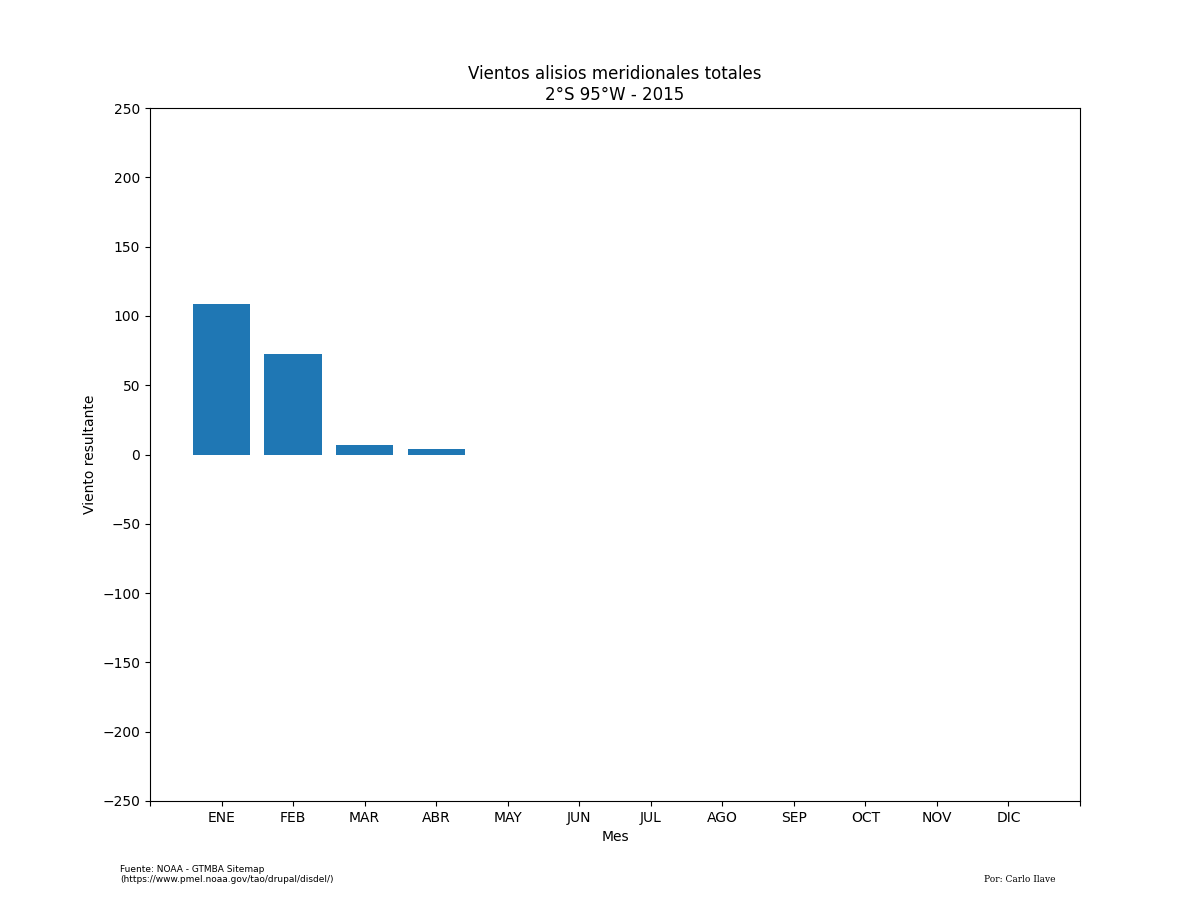 Vientos alisios meridionales totales
2°S 95°W - 2015
250
200
150
100
50
0
−50
−100
−150
−200
−250
Viento resultante
ENE FEB MAR ABR MAY JUN JUL AGO SEP OCT NOV DIC
Mes
Fuente: NOAA - GTMBA Sitemap
(https://www.pmel.noaa.gov/tao/drupal/disdel/)
Por: Carlo Ilave